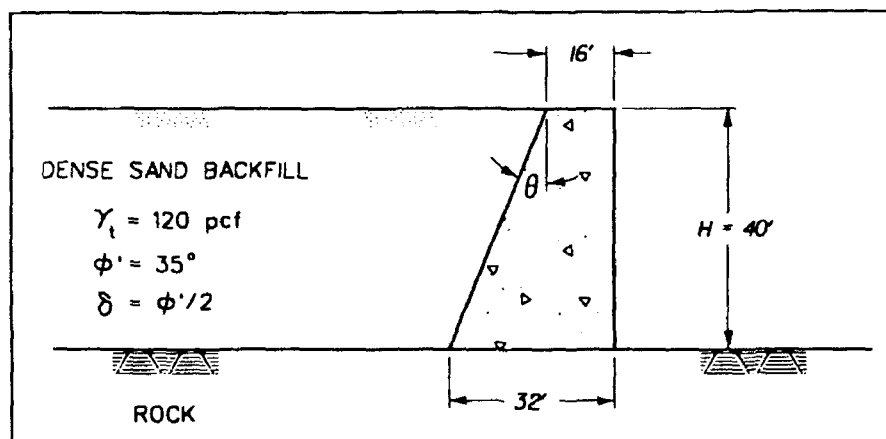 16'
DENSE SAND BACKFILL
γt = 120 pcf
θ
H = 40'
ϕ' = 35°
δ = ϕ'/2
32'
ROCK